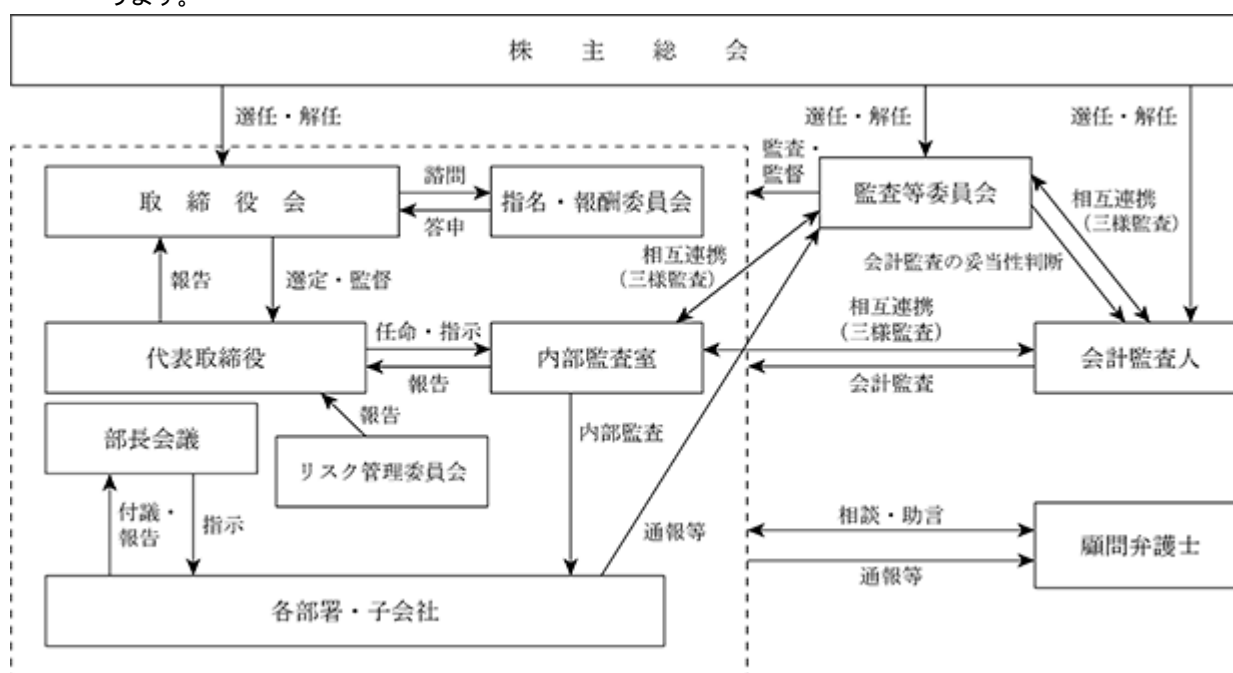 ります。
株主総会
選任・解任
選任・解任
選任・解任
監査・
監督
取締役会
諮問
答申
指名・報酬委員会
監査等委員会
相互連携
(三様監査)
相互連携
(三様監査)
会計監査の妥当性判断
報告
選定・監督
相互連携
(三様監査)
代表取締役
任命・指示
報告
内部監査室
会計監査
会計監査人
部長会議
報告
リスク管理委員会
内部監査
付議・
報告
指示
通報等
相談・助言
通報等
顧問弁護士
各部署・子会社